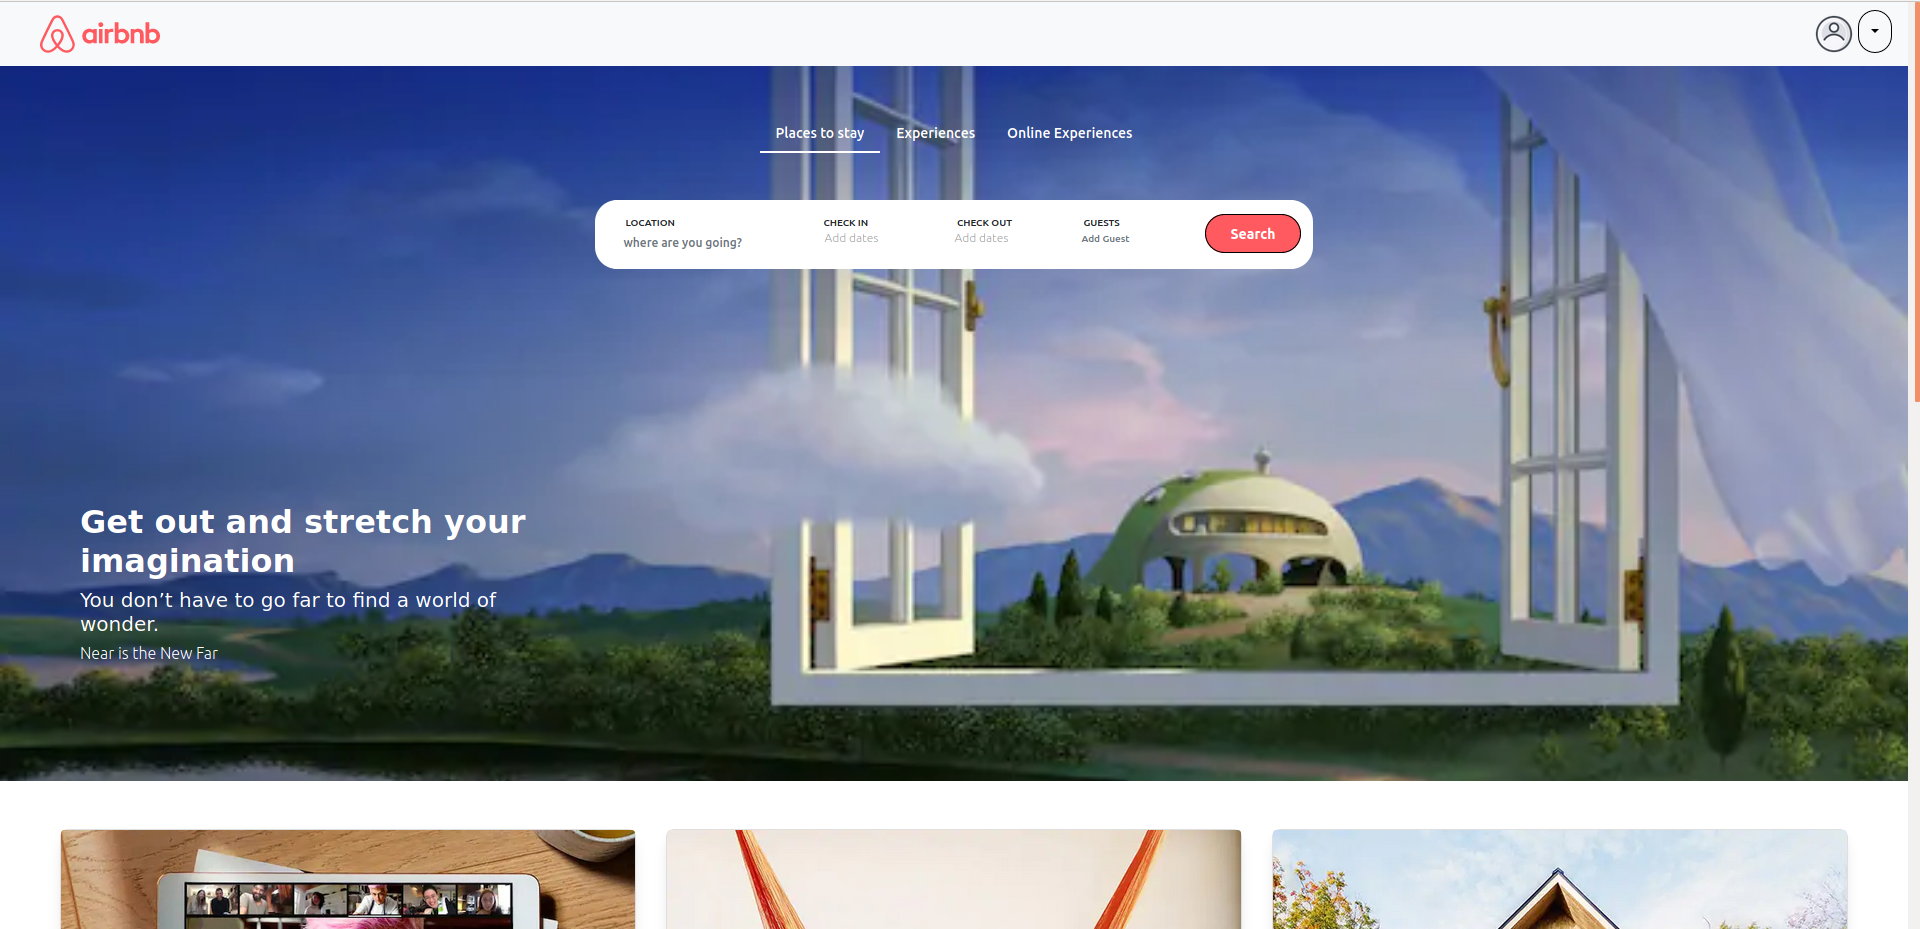 airbnb
Places to stay Experiences Online Experiences
LOCATION CHECK IN CHECK OUT GUESTS
where are you going? Add dates Add dates Add Guest
Search
Get out and stretch your
imagination
You don’t have to go far to find a world of
wonder.
Near is the New Far